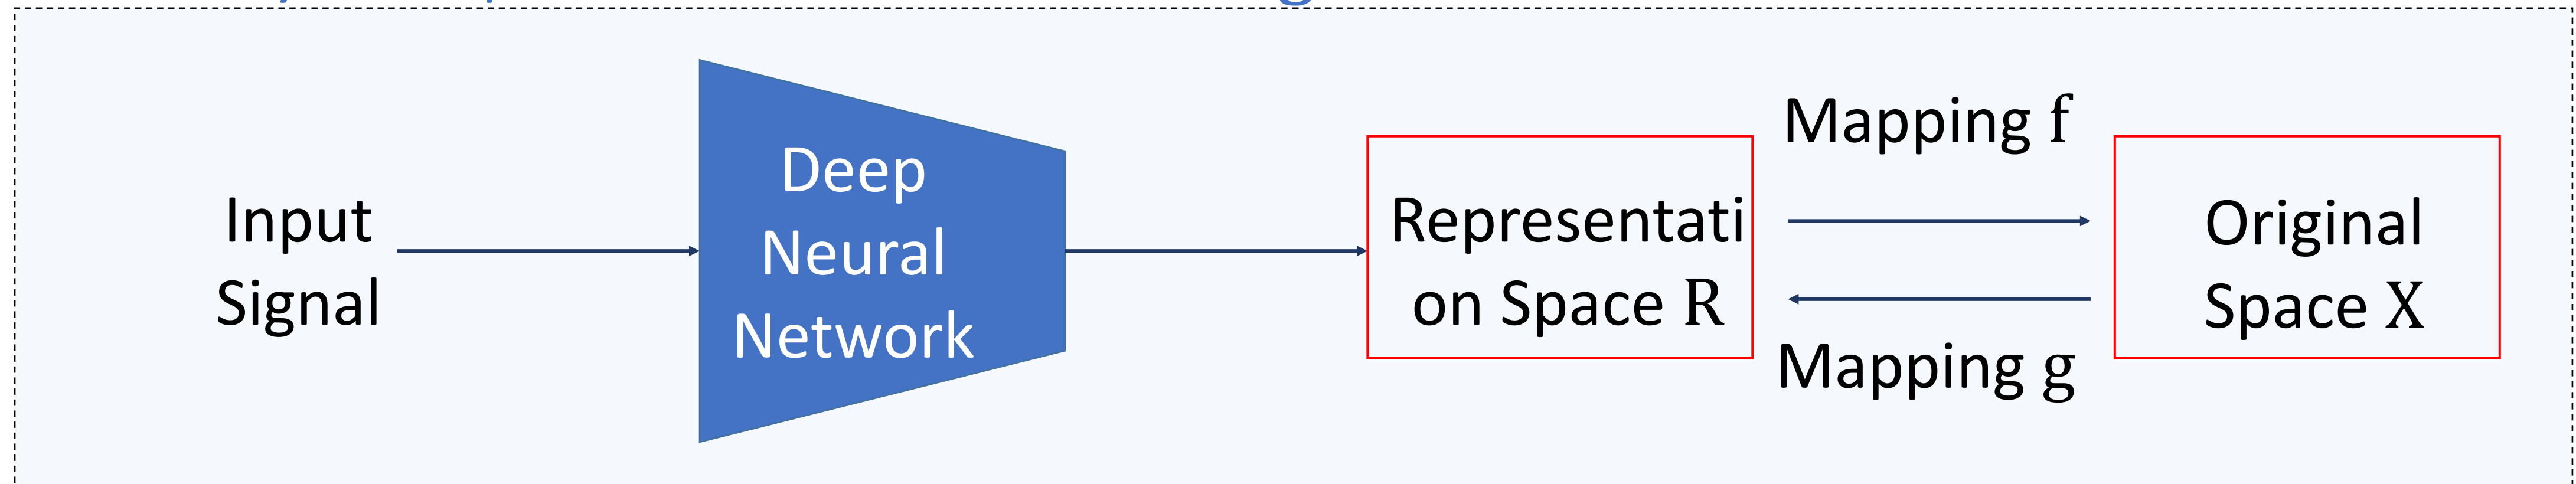 Input
Signal
Deep
Neural
Network
Representati
on Space R
Mapping f
Mapping g
Original
Space X